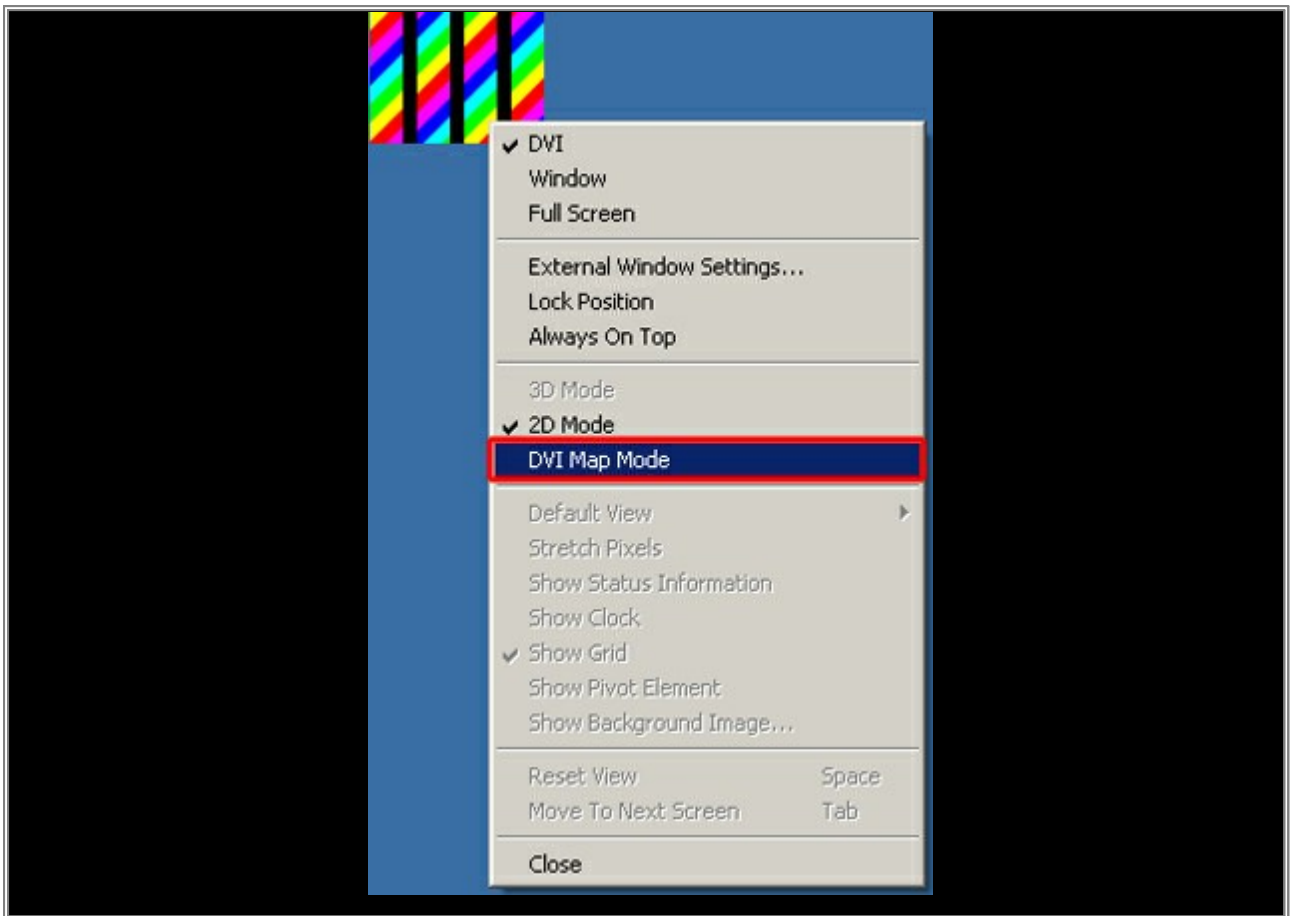 DVI
Window
Full Screen
External Window Settings...
Lock Position
Always On Top
3D Mode
2D Mode
DVI Map Mode
Default View
Stretch Pixels
Show Status Information
Show Clock
Show Grid
Show Pivot Element
Show Background Image...
Reset View Space
Move To Next Screen Tab
Close